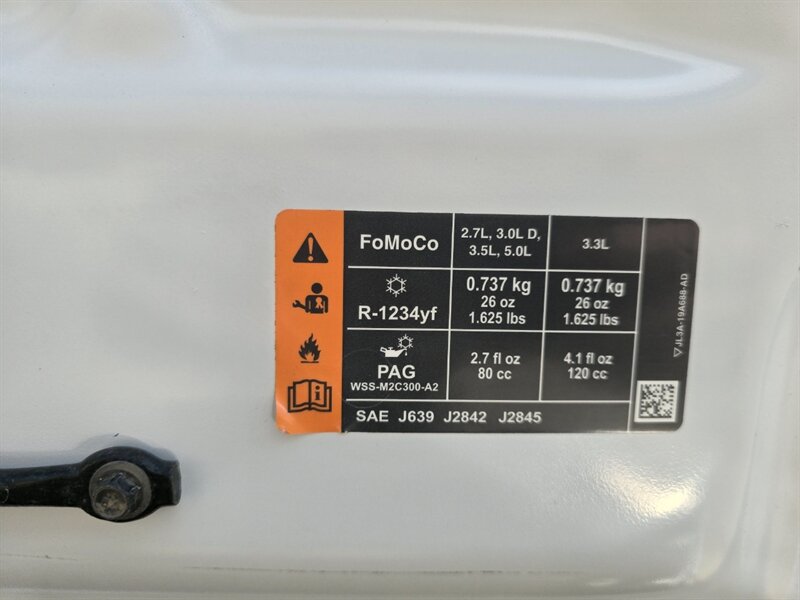 FoMoCo
2.7L, 3.0L D,
3.5L, 5.0L
3.3L
R-1234yf
0.737 kg
26 oz
1.625 lbs
0.737 kg
26 oz
1.625 lbs
PAG
WSS-M2C300-A2
2.7 fl oz
80 cc
4.1 fl oz
120 cc
SAE J639 J2842 J2845
JL3A-19A688-AD